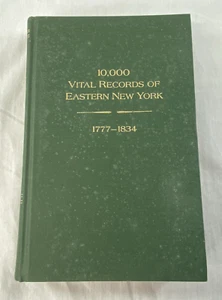 10,000
VITAL RECORDS OF
EASTERN NEW YORK
1777–1834